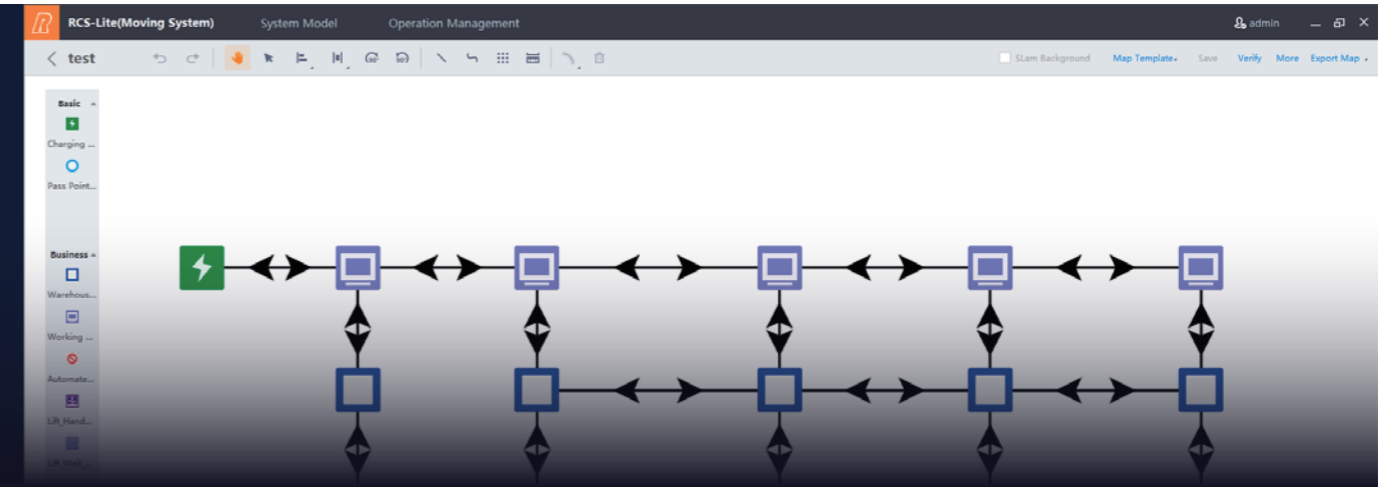 RCS-Lite(Moving System) System Model Operation Management admin
test SLam Background Map Template Save Verify More Export Map
Basic
Charging ...
Pass Point...
Business
Warehous...
Working ...
Automate...
Lift_Hand...
Lift_Wait_...